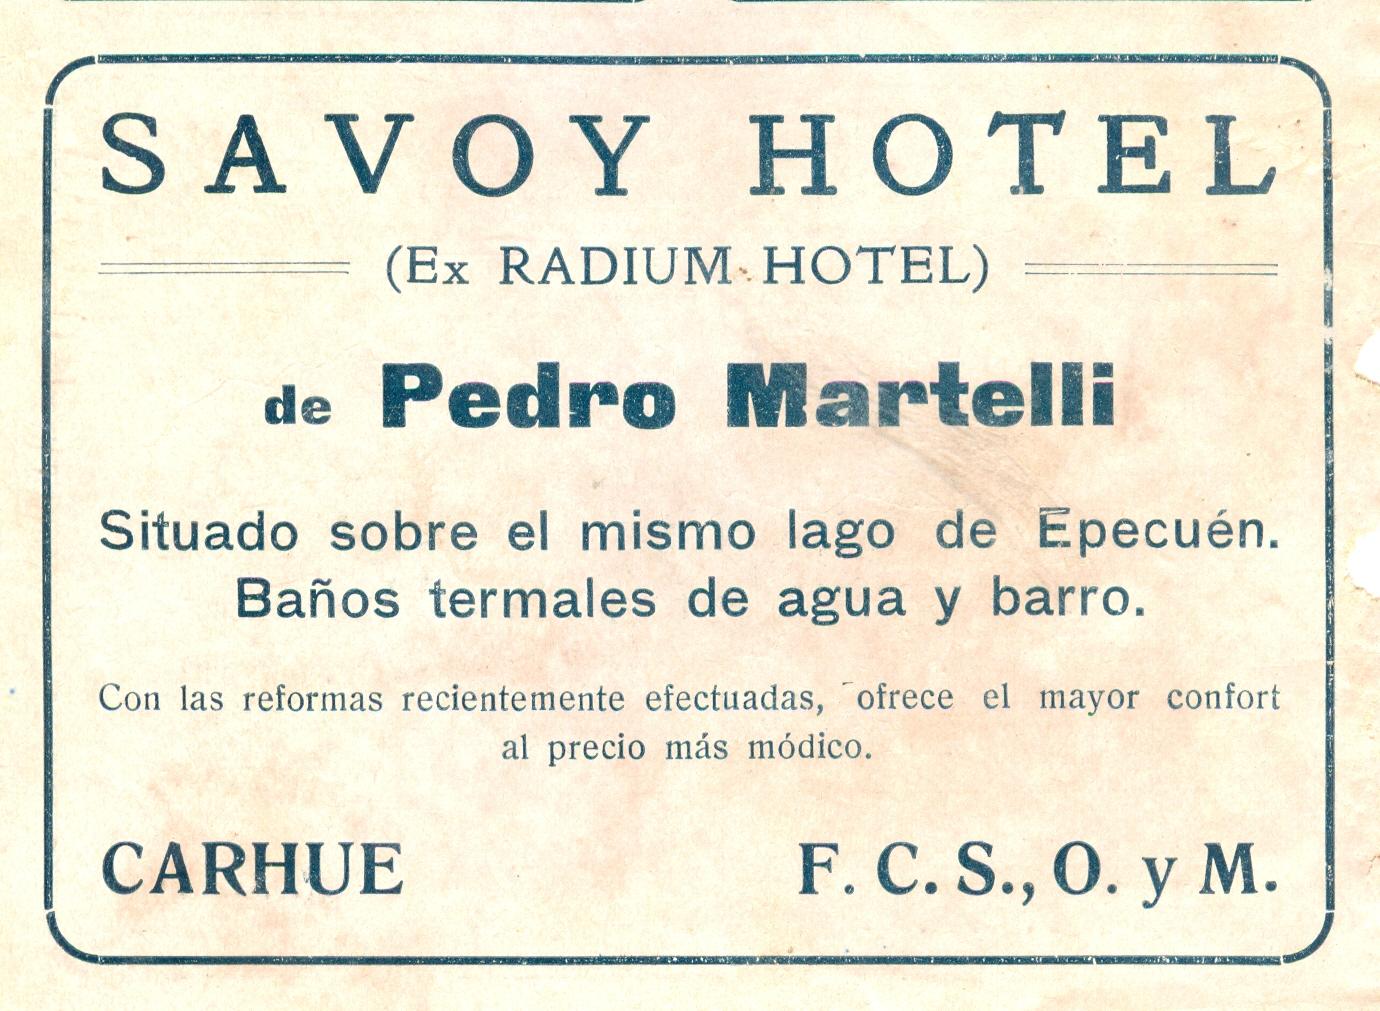 SAVOY HOTEL
(Ex RADIUM HOTEL)
de Pedro Martelli
Situado sobre el mismo lago de Epecuén.
Baños termales de agua y barro.
Con las reformas recientemente efectuadas, ofrece el mayor confort
al precio más módico.
CARHUE F. C. S., O. y M.